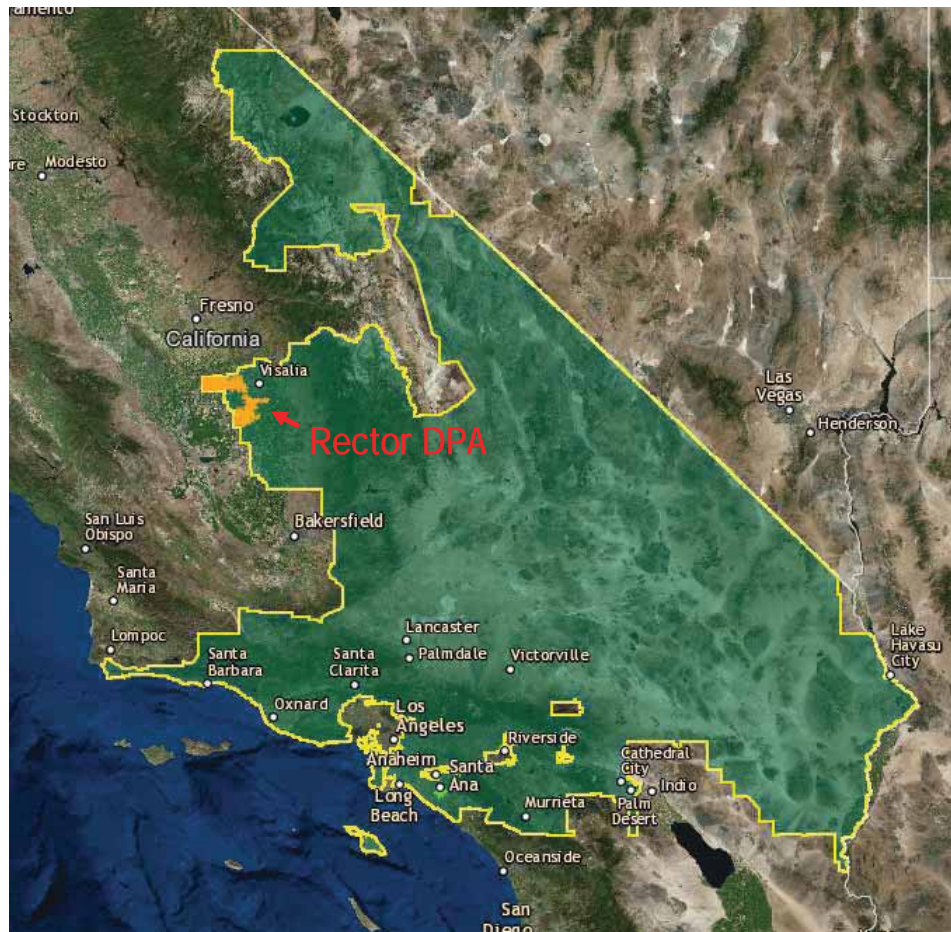 Stockton
Modesto
Fresno
California
Visalia
Rector DPA
Las
Vegas
Henderson
San Luis
Obispo
Bakersfield
Santa
Maria
Lompoc
Santa
Barbara
Lancaster
Palmdale
Santa
Clarita
Victorville
Lake
Havasu
City
Oxnard
Los
Angeles
Riverside
Anaheim
Santa
Ana
Cathedral
City
Indio
Palm
Desert
Long
Beach
Murrieta
Oceanside
San
Diego